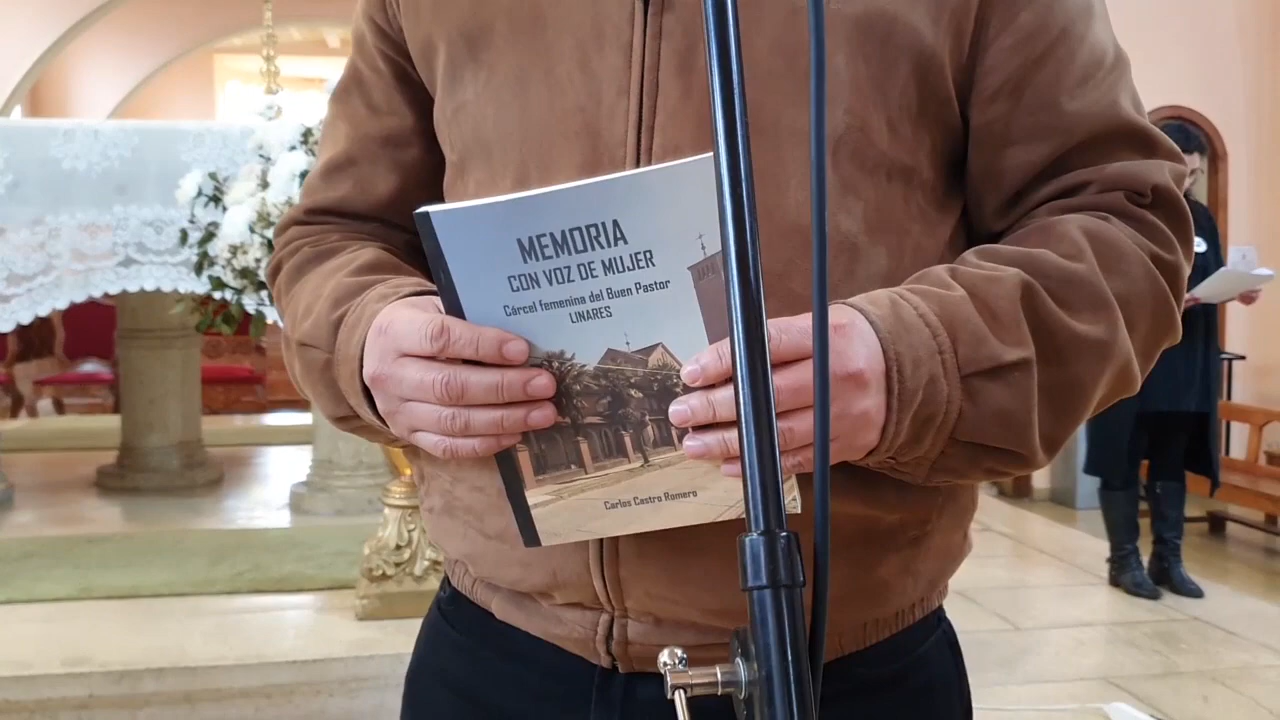 MEMORIA
CON VOZ DE MUJER
Cárcel femenina del Buen Pastor
LINARES
Carlos Castro Romero